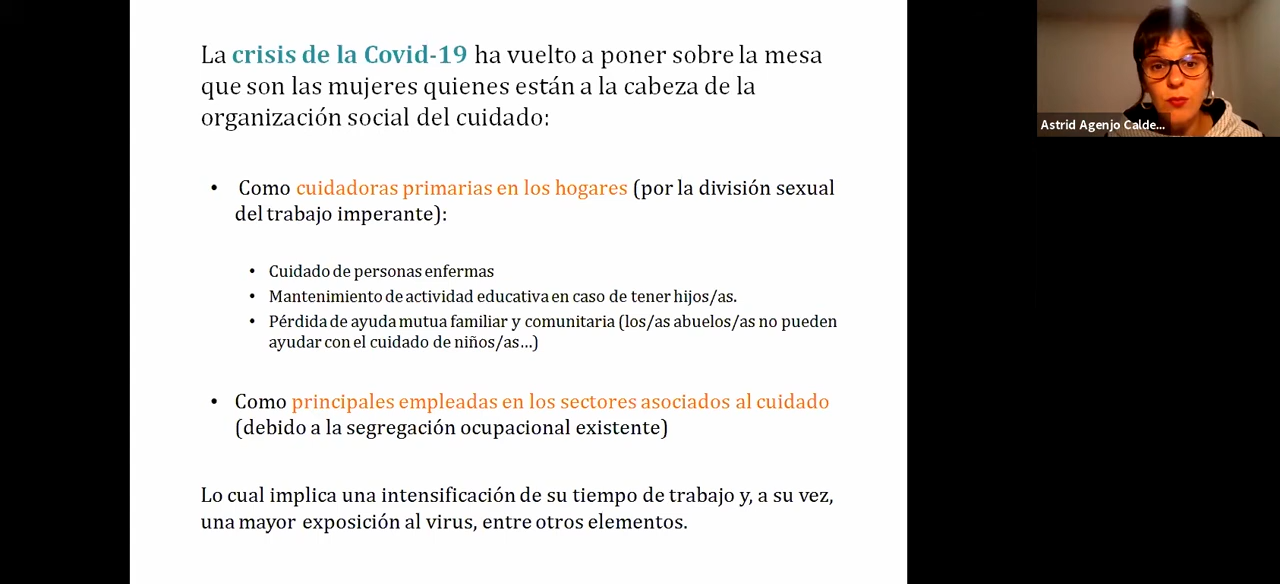 La crisis de la Covid-19 ha vuelto a poner sobre la mesa
que son las mujeres quienes están a la cabeza de la
organización social del cuidado:
• Como cuidadoras primarias en los hogares (por la división sexual
del trabajo imperante):
• Cuidado de personas enfermas
• Mantenimiento de actividad educativa en caso de tener hijos/as.
• Pérdida de ayuda mutua familiar y comunitaria (los/as abuelos/as no pueden
ayudar con el cuidado de niños/as...)
• Como principales empleadas en los sectores asociados al cuidado
(debido a la segregación ocupacional existente)
Lo cual implica una intensificación de su tiempo de trabajo y, a su vez,
una mayor exposición al virus, entre otros elementos.
Astrid Agenjo Calde...